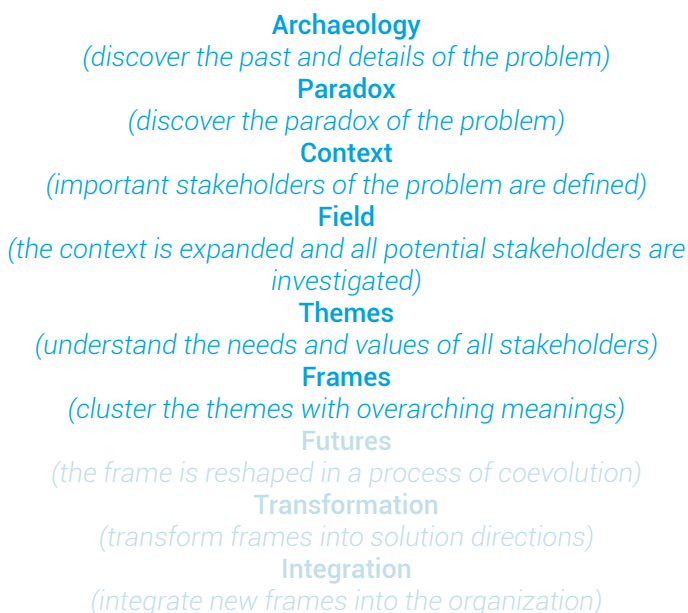 Archaeology
(discover the past and details of the problem)
Paradox
(discover the paradox of the problem)
Context
(important stakeholders of the problem are defined)
Field
(the context is expanded and all potential stakeholders are
investigated)
Themes
(understand the needs and values of all stakeholders)
Frames
(cluster the themes with overarching meanings)
Futures
(the frame is reshaped in a process of coevolution)
Transformation
(transform frames into solution directions)
Integration
(integrate new frames into the organization)